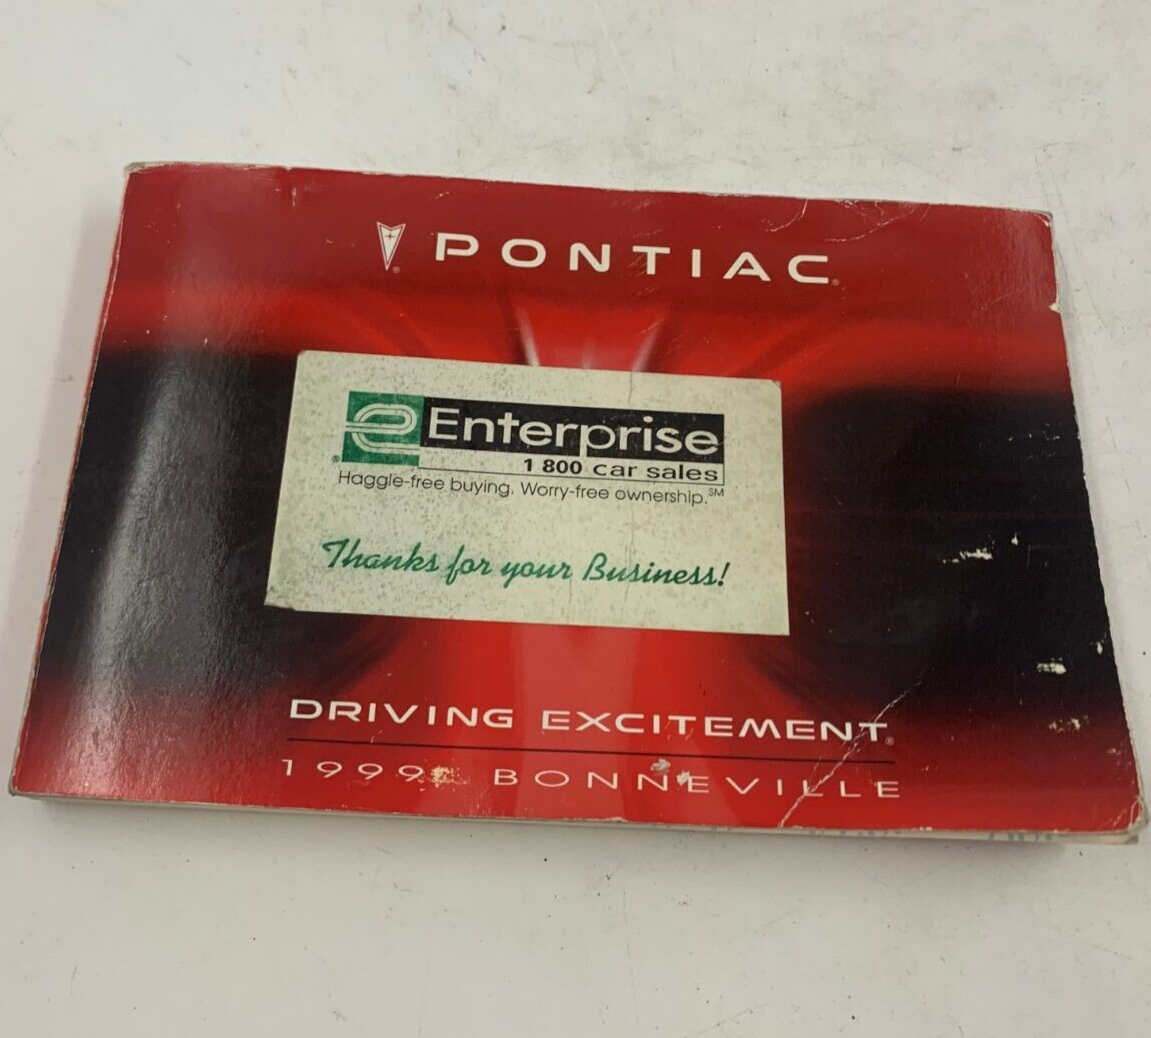 PONTIAC®
Enterprise®
1 800 car sales
Haggle-free buying. Worry-free ownership.℠
Thanks for your Business!
DRIVING EXCITEMENT®
1999 BONNEVILLE